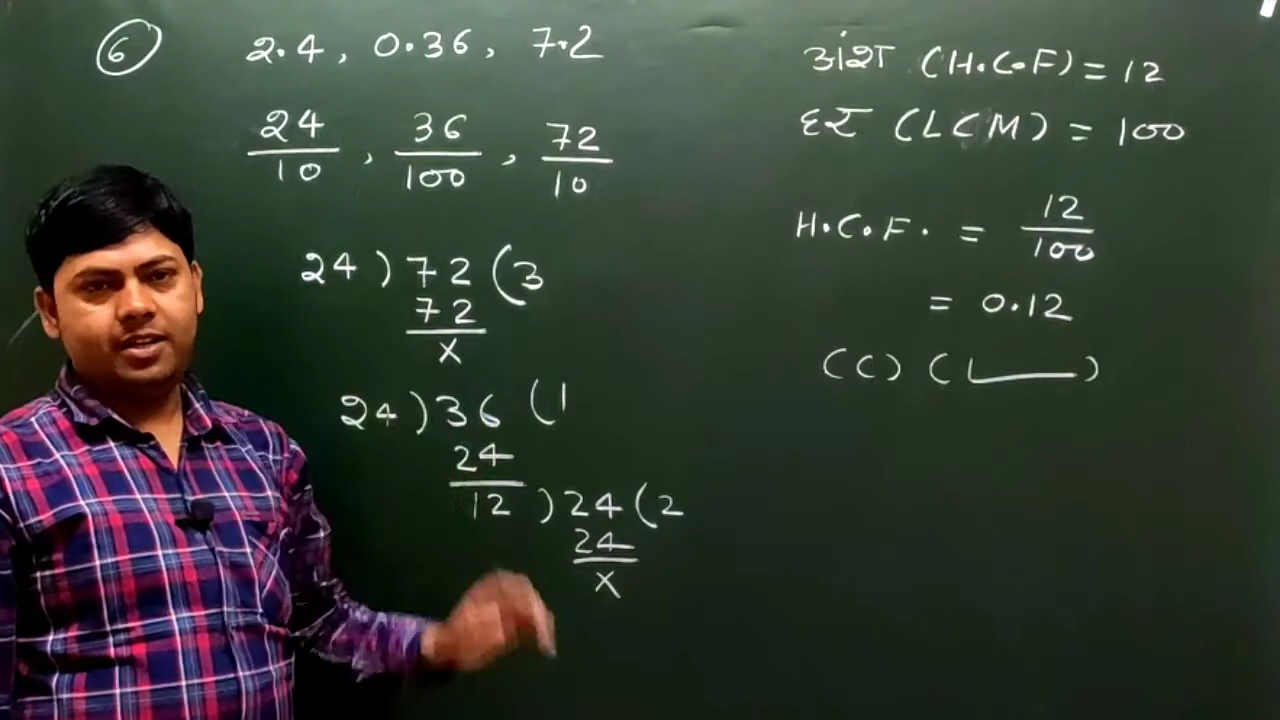 6 2.4, 0.36, 7.2
24/10, 36/100, 72/10
24 ) 72 ( 3
72
x
24 ) 36 ( 1
24
12 ) 24 ( 2
24
x
अंश (H.C.F) = 12
हर (LCM) = 100
H.C.F. = 12/100
= 0.12
(C) ( )